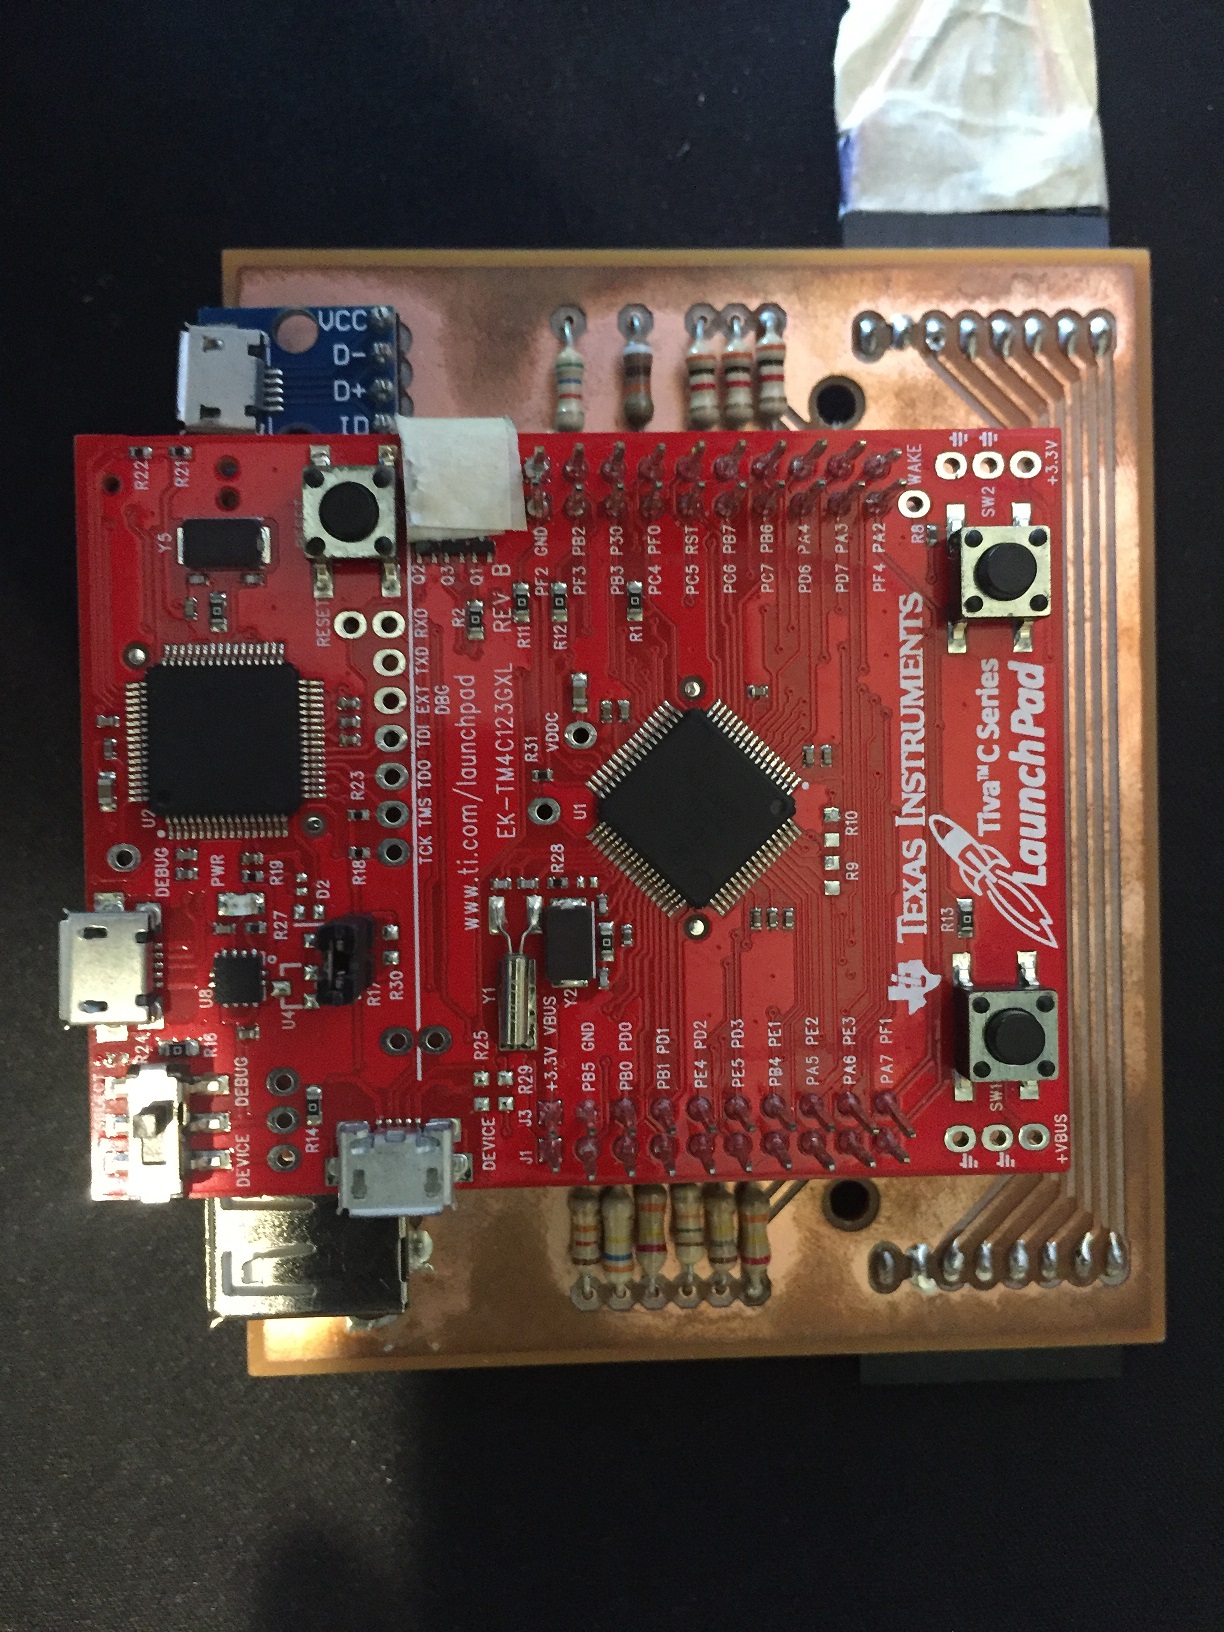 VCC
D-
D+
ID
R22
R21
Y5
RESET
Q2
Q3
Q1
R2
REV B
R11
R12
R1
GND
PF2
PB2
PF3
PB3
PF0
PC4
RST
PC5
PB7
PC6
PB6
PC7
PA4
PD6
PA3
PD7
PA2
PF4
WAKE
R8
SW2
+3.3V
TCK TMS TDO TDI EXT TXD RXD
DBG
www.ti.com/launchpad
EK-TM4C123GXL
R31
VDDC
U1
U2
R23
R18
DEBUG
PWR
R19
R27
D2
U8
U4
R17
R30
R28
Y1
Y2
R10
R9
R13
TEXAS INSTRUMENTS
Tiva™ C Series
LaunchPad
R24
R16
DEBUG
DEVICE
R14
R25
R29
DEVICE
J3
J1
+3.3V VBUS
PB5 GND
PB0 PD0
PB1 PD1
PE4 PD2
PE5 PD3
PB4 PE1
PA5 PE2
PA6 PE3
PA7 PF1
SW1
+VBUS